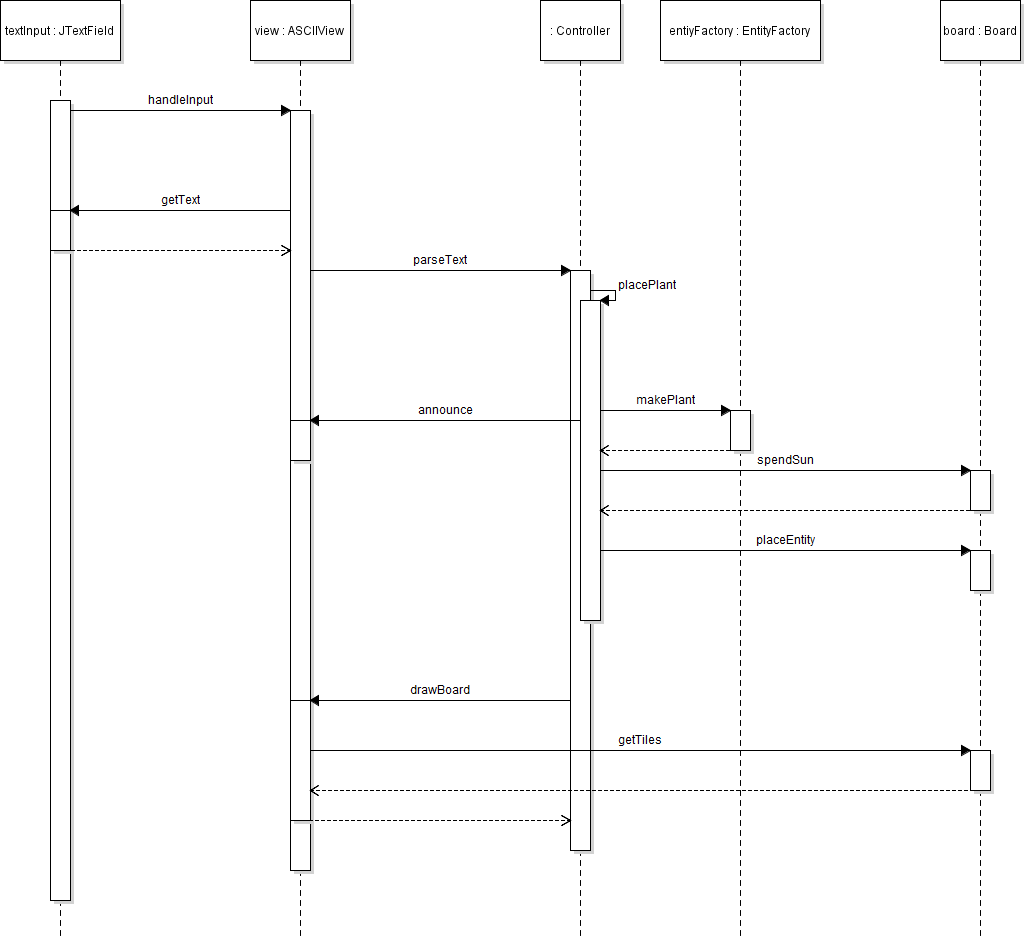 textInput : JTextField
view : ASCIIView
: Controller
entiyFactory : EntityFactory
board : Board
handleInput
getText
parseText
placePlant
makePlant
announce
spendSun
placeEntity
drawBoard
getTiles